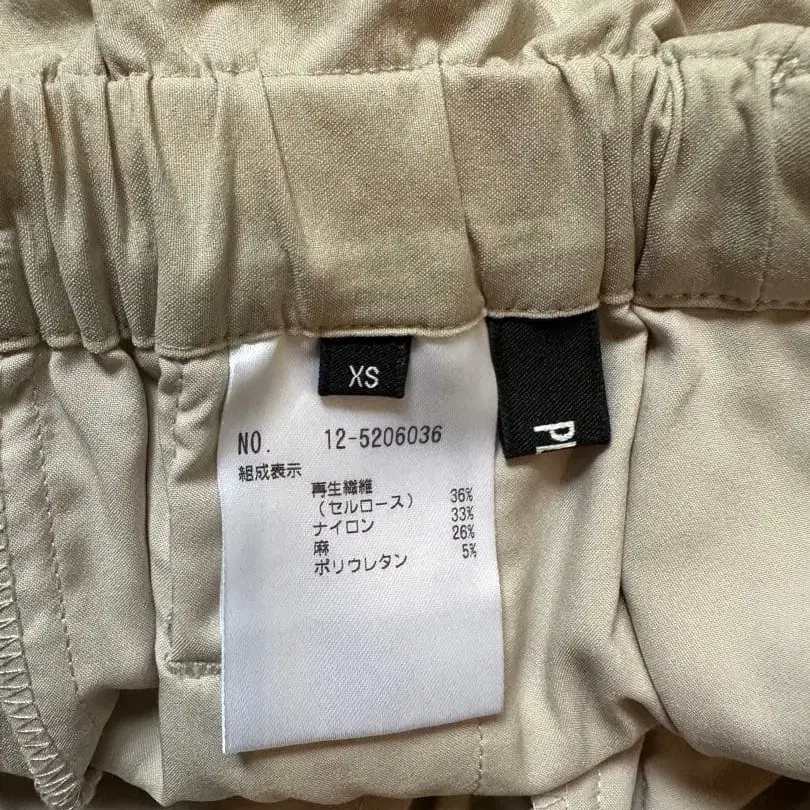 XS
PL
NO. 12-5206036
組成表示
再生繊維
(セルロース) 36%
ナイロン 33%
麻 26%
ポリウレタン 5%